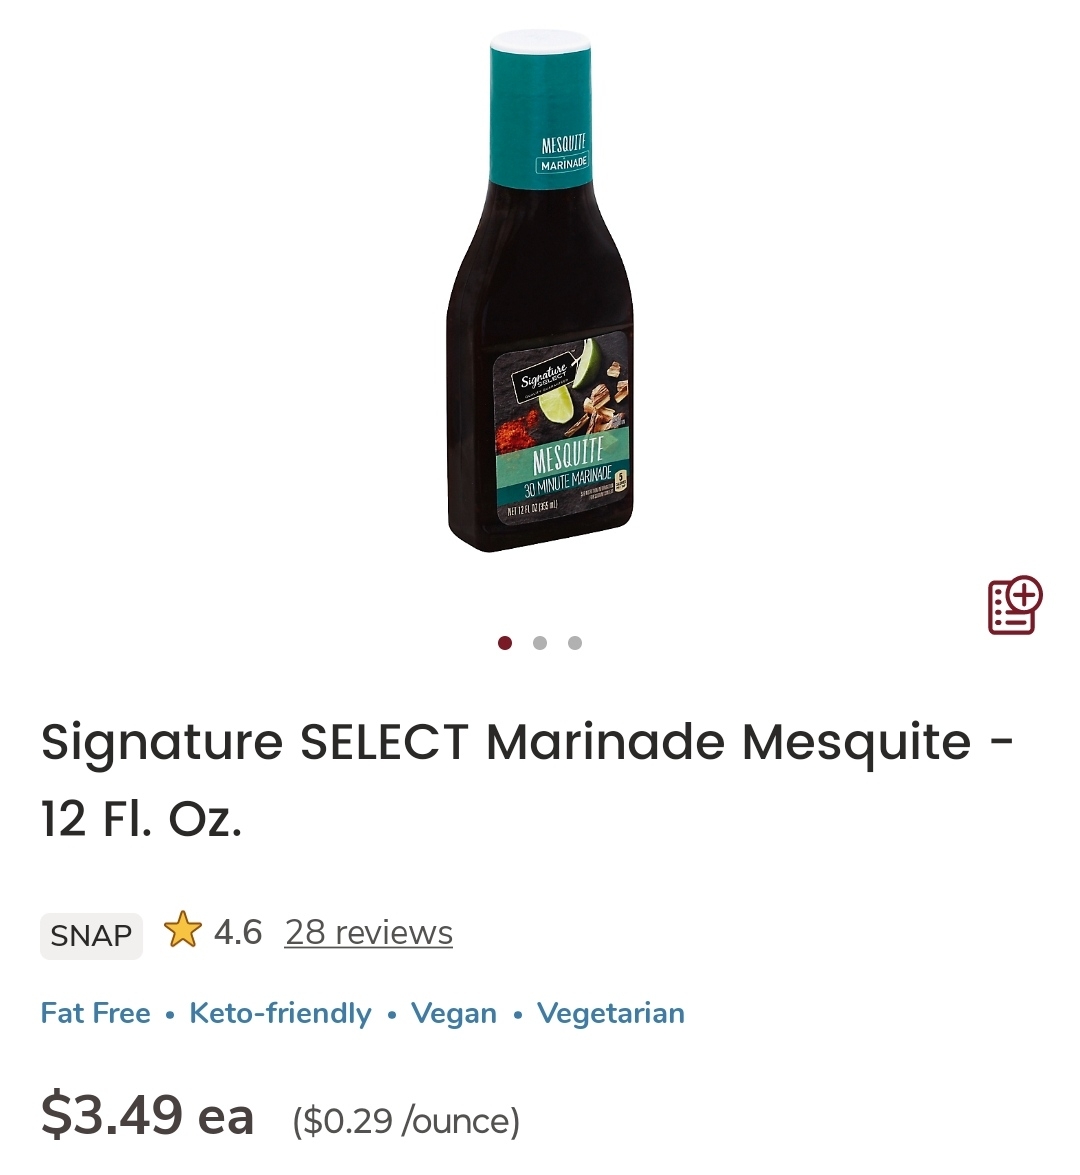 MESQUITE
MARINADE
Signature
SELECT
MESQUITE
30 MINUTE MARINADE
NET 12 FL OZ (355 mL)
Signature SELECT Marinade Mesquite -
12 Fl. Oz.
SNAP 4.6 28 reviews
Fat Free • Keto-friendly • Vegan • Vegetarian
$3.49 ea ($0.29 /ounce)